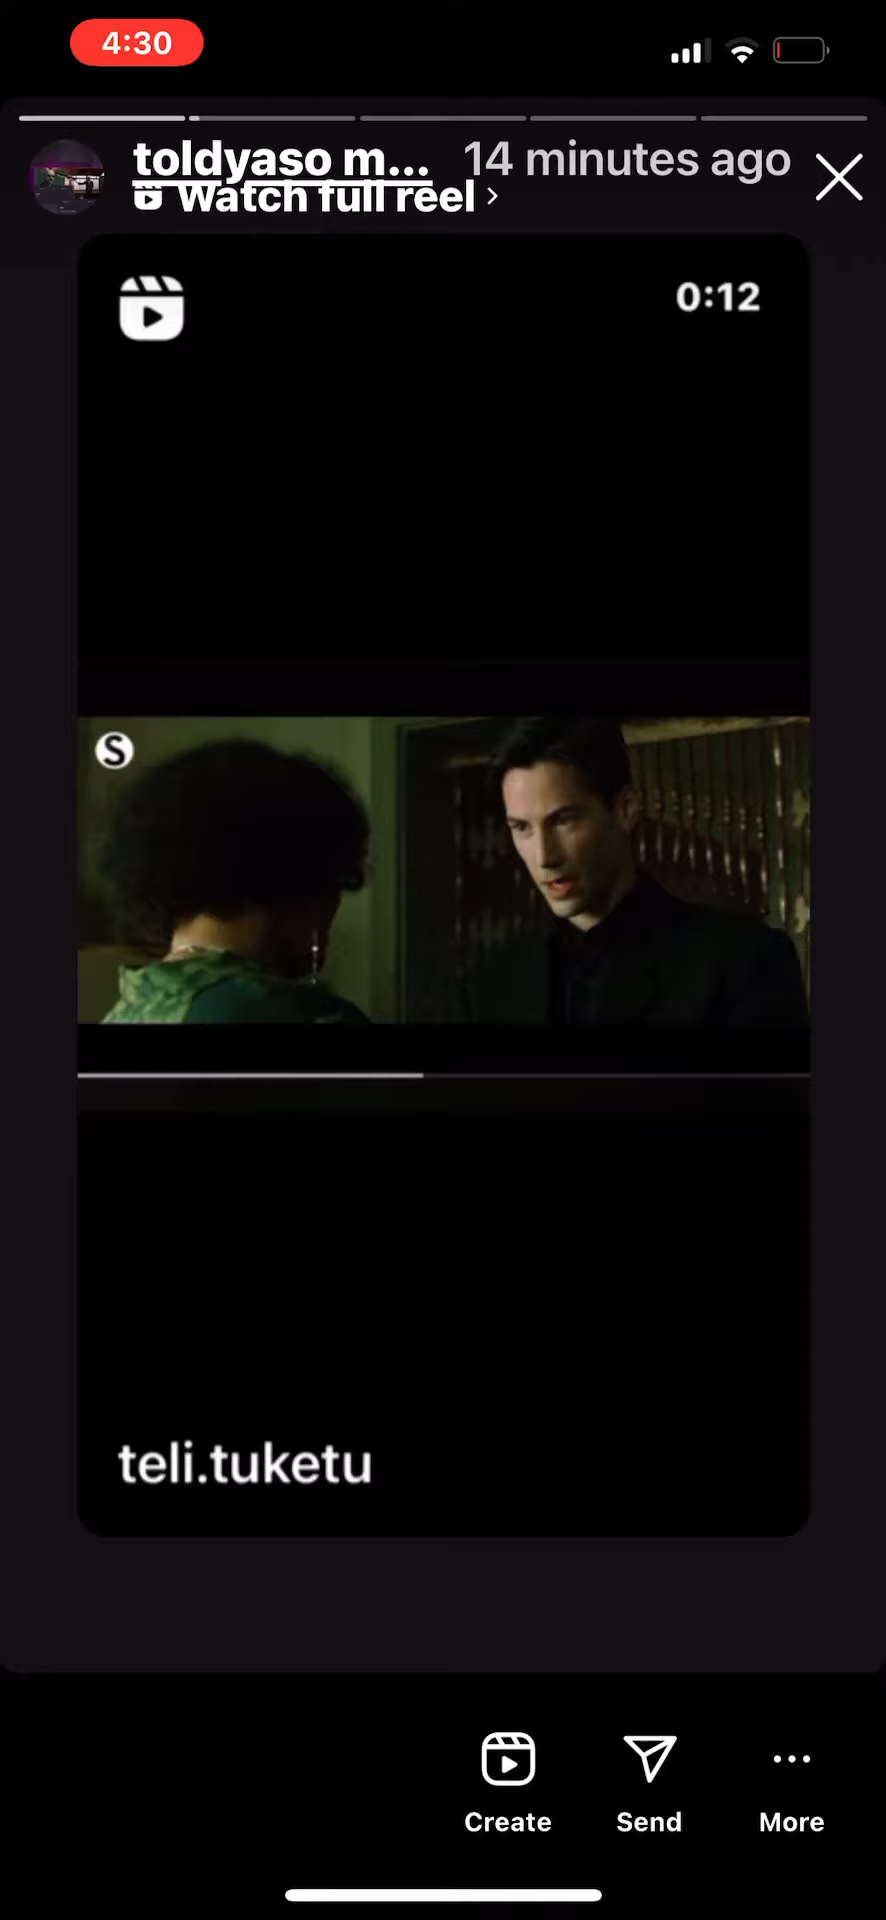 4:30
toldyaso m... 14 minutes ago
Watch full reel
0:12
S
teli.tuketu
Create Send More